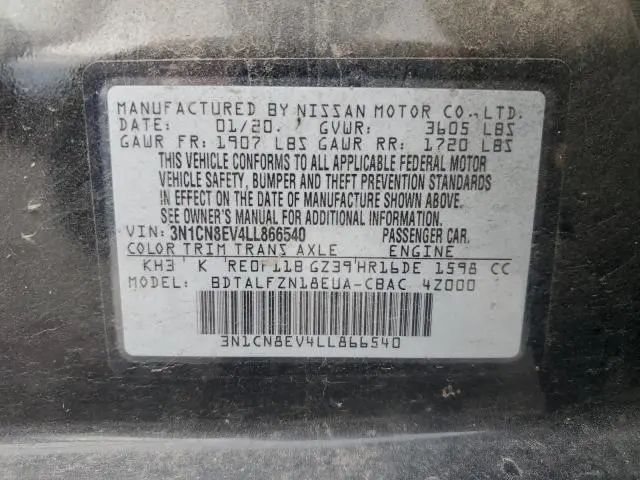 MANUFACTURED BY NISSAN MOTOR CO., LTD.
DATE: 01/20. GVWR: 3605 LBS
GAWR FR: 1907 LBS GAWR RR: 1720 LBS
THIS VEHICLE CONFORMS TO ALL APPLICABLE FEDERAL MOTOR
VEHICLE SAFETY, BUMPER AND THEFT PREVENTION STANDARDS
IN EFFECT ON THE DATE OF MANUFACTURE SHOWN ABOVE.
SEE OWNER'S MANUAL FOR ADDITIONAL INFORMATION.
VIN: 3N1CN8EV4LL866540 PASSENGER CAR.
COLOR TRIM TRANS AXLE ENGINE
KH3 K RE0F11B GZ39 HR16DE 1598 CC
MODEL: BDTALFZN18EUA-CBAC 4Z000
3N1CN8EV4LL866540